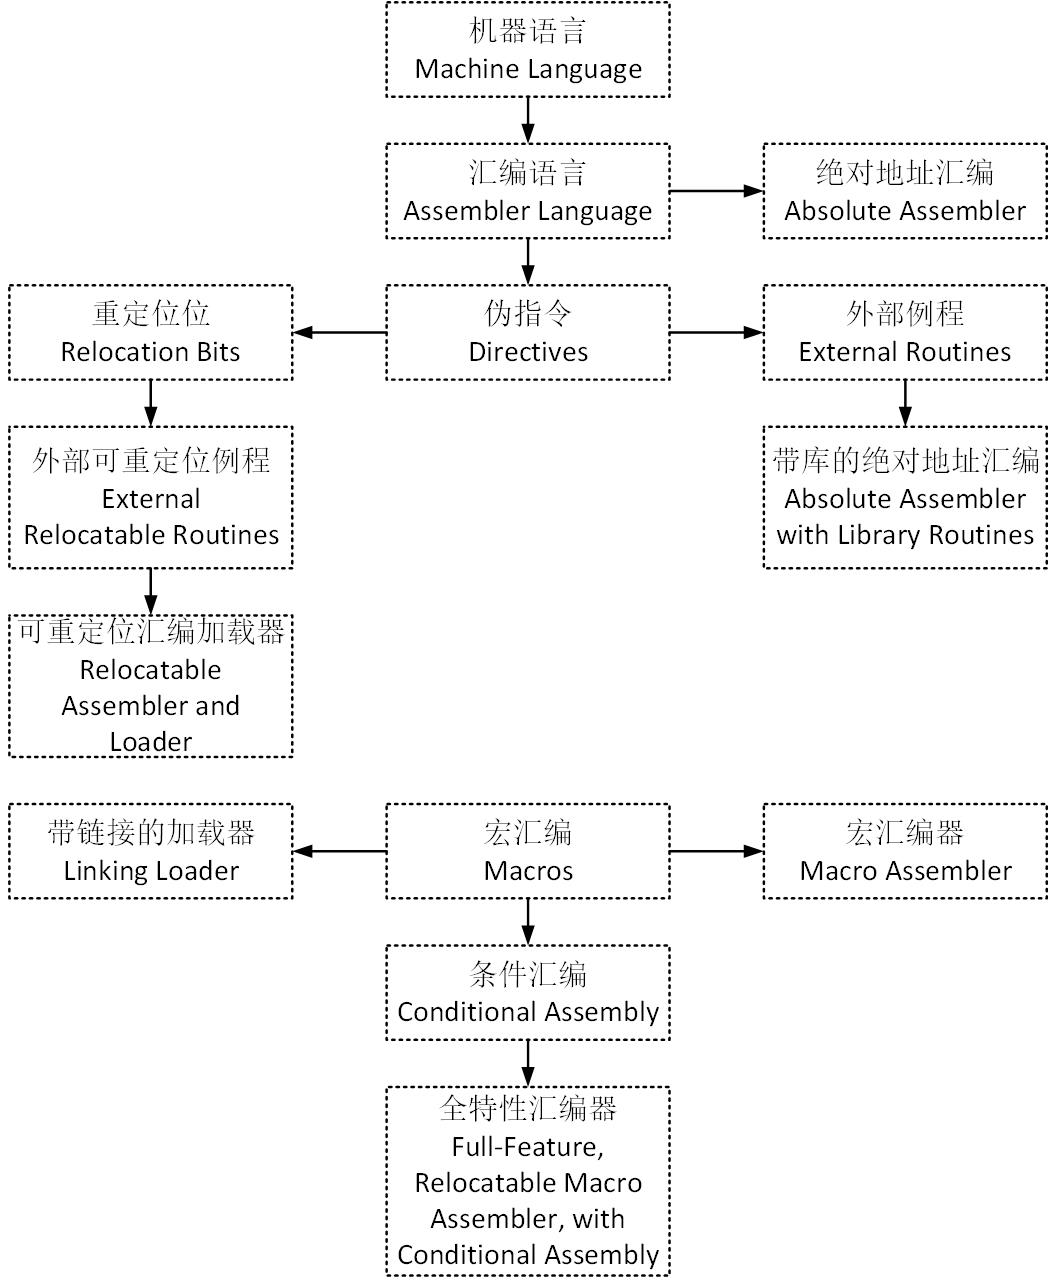 机器语言
Machine Language
汇编语言
Assembler Language
绝对地址汇编
Absolute Assembler
重定位位
Relocation Bits
伪指令
Directives
外部例程
External Routines
外部可重定位例程
External
Relocatable Routines
带库的绝对地址汇编
Absolute Assembler
with Library Routines
可重定位汇编加载器
Relocatable
Assembler and
Loader
带链接的加载器
Linking Loader
宏汇编
Macros
宏汇编器
Macro Assembler
条件汇编
Conditional Assembly
全特性汇编器
Full-Feature,
Relocatable Macro
Assembler, with
Conditional Assembly